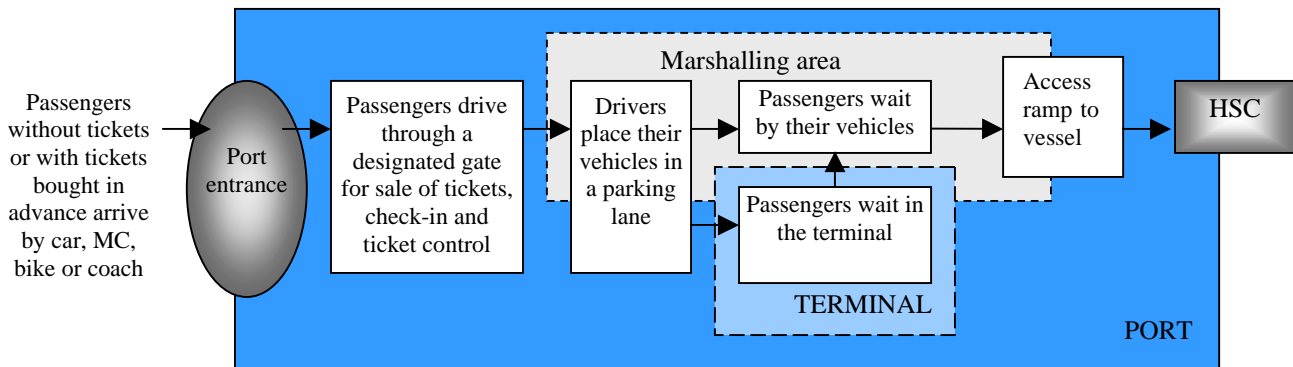 Passengers
without tickets
or with tickets
bought in
advance arrive
by car, MC,
bike or coach
Port
entrance
Passengers drive
through a
designated gate
for sale of tickets,
check-in and
ticket control
Marshalling area
Drivers
place their
vehicles in
a parking
lane
Passengers wait
by their vehicles
Passengers wait in
the terminal
TERMINAL
Access
ramp to
vessel
HSC
PORT